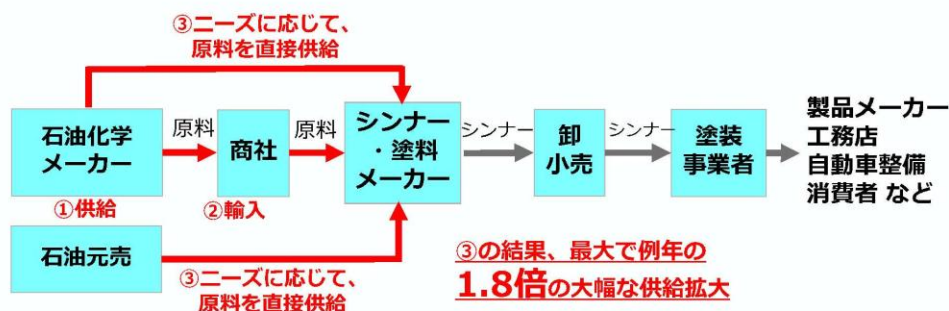 ③ニーズに応じて、
原料を直接供給
石油化学
メーカー
原料
商社
原料
シンナー
・塗料
メーカー
シンナー
卸
小売
シンナー
塗装
事業者
製品メーカー
工務店
自動車整備
消費者 など
①供給
②輸入
石油元売
③ニーズに応じて、
原料を直接供給
③の結果、最大で例年の
1.8倍の大幅な供給拡大